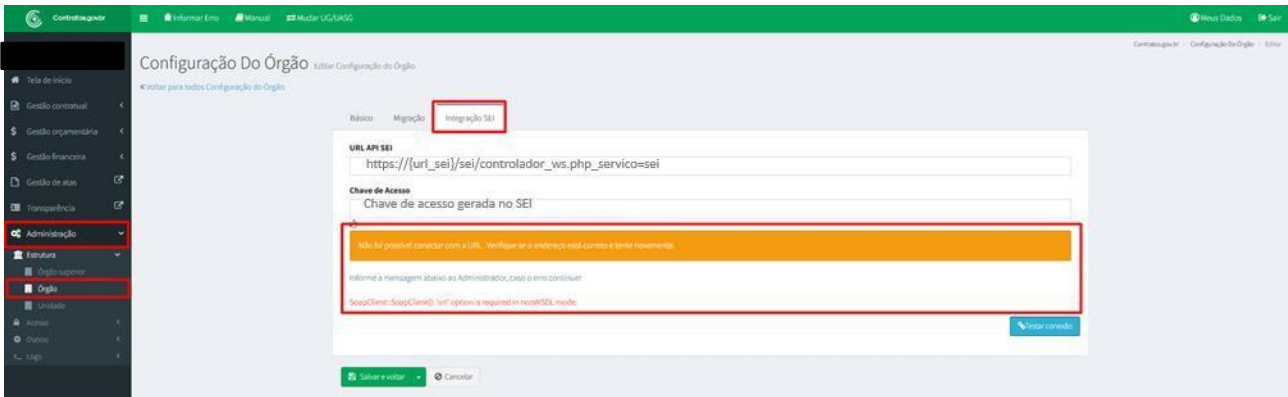 Contratos.gov.br
Informar Erro Manual Mudar UG/UASG
Meus Dados Sair
Contratos.gov.br Configuração Do Órgão Editar
Configuração Do Órgão Editar Configuração do Órgão.
Voltar para todos Configuração do Órgão
Tela de início
Gestão contratual
Gestão orçamentária
Gestão financeira
Gestão de atas
Transparência
Administração
Estrutura
Órgão superior
Órgão
Unidade
Acesso
Outros
Logs
Básico Migração Integração SEI
URL API SEI
https://{url_sei}/sei/controlador_ws.php_servico=sei
Chave de Acesso
Chave de acesso gerada no SEI
Não foi possível conectar com a URL . Verifique se o endereço está correto e tente novamente.
Informe a mensagem abaixo ao Administrador, caso o erro continue!
SoapClient::SoapClient(): 'uri' option is required in nonWSDL mode
Testar conexão
Salvar e voltar Cancelar